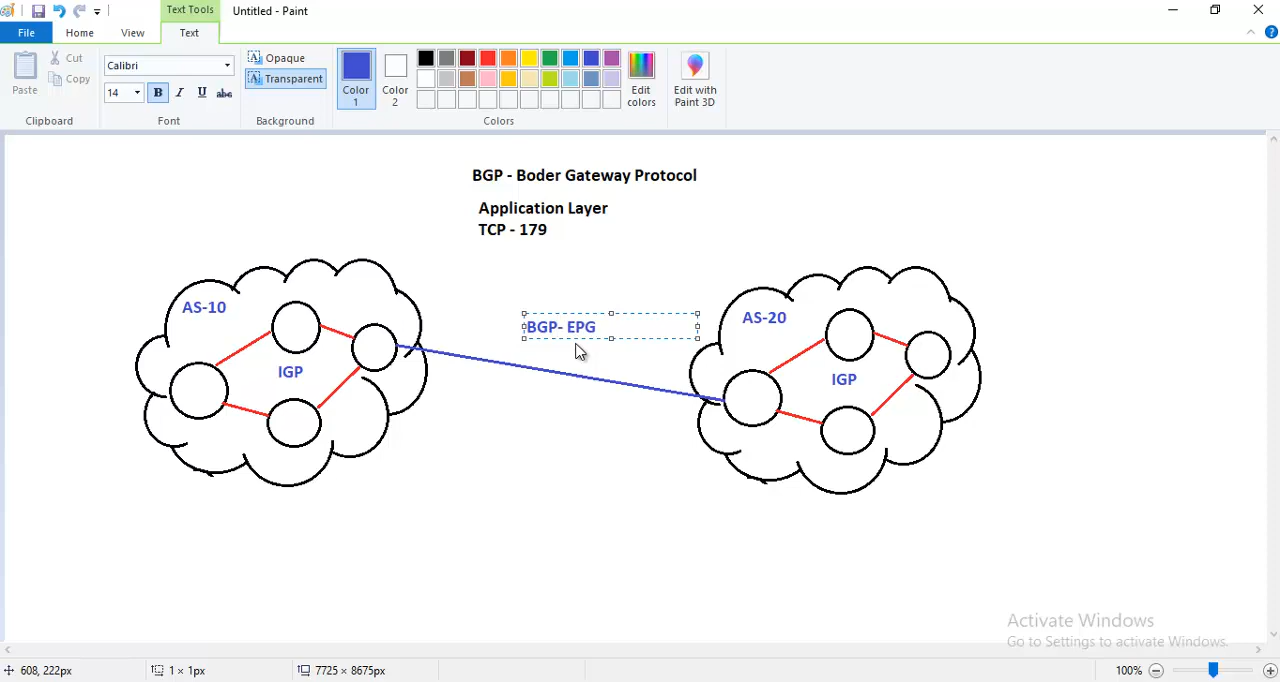 Text Tools
Untitled - Paint
File
Home
View
Text
Paste
Cut
Copy
Clipboard
Calibri
14
B I U abc
Font
Opaque
Transparent
Background
Color 1
Color 2
Edit colors
Colors
Edit with Paint 3D
BGP - Boder Gateway Protocol
Application Layer
TCP - 179
AS-10
IGP
BGP- EPG
AS-20
IGP
Activate Windows
Go to Settings to activate Windows.
608, 222px
1 × 1px
7725 × 8675px
100%